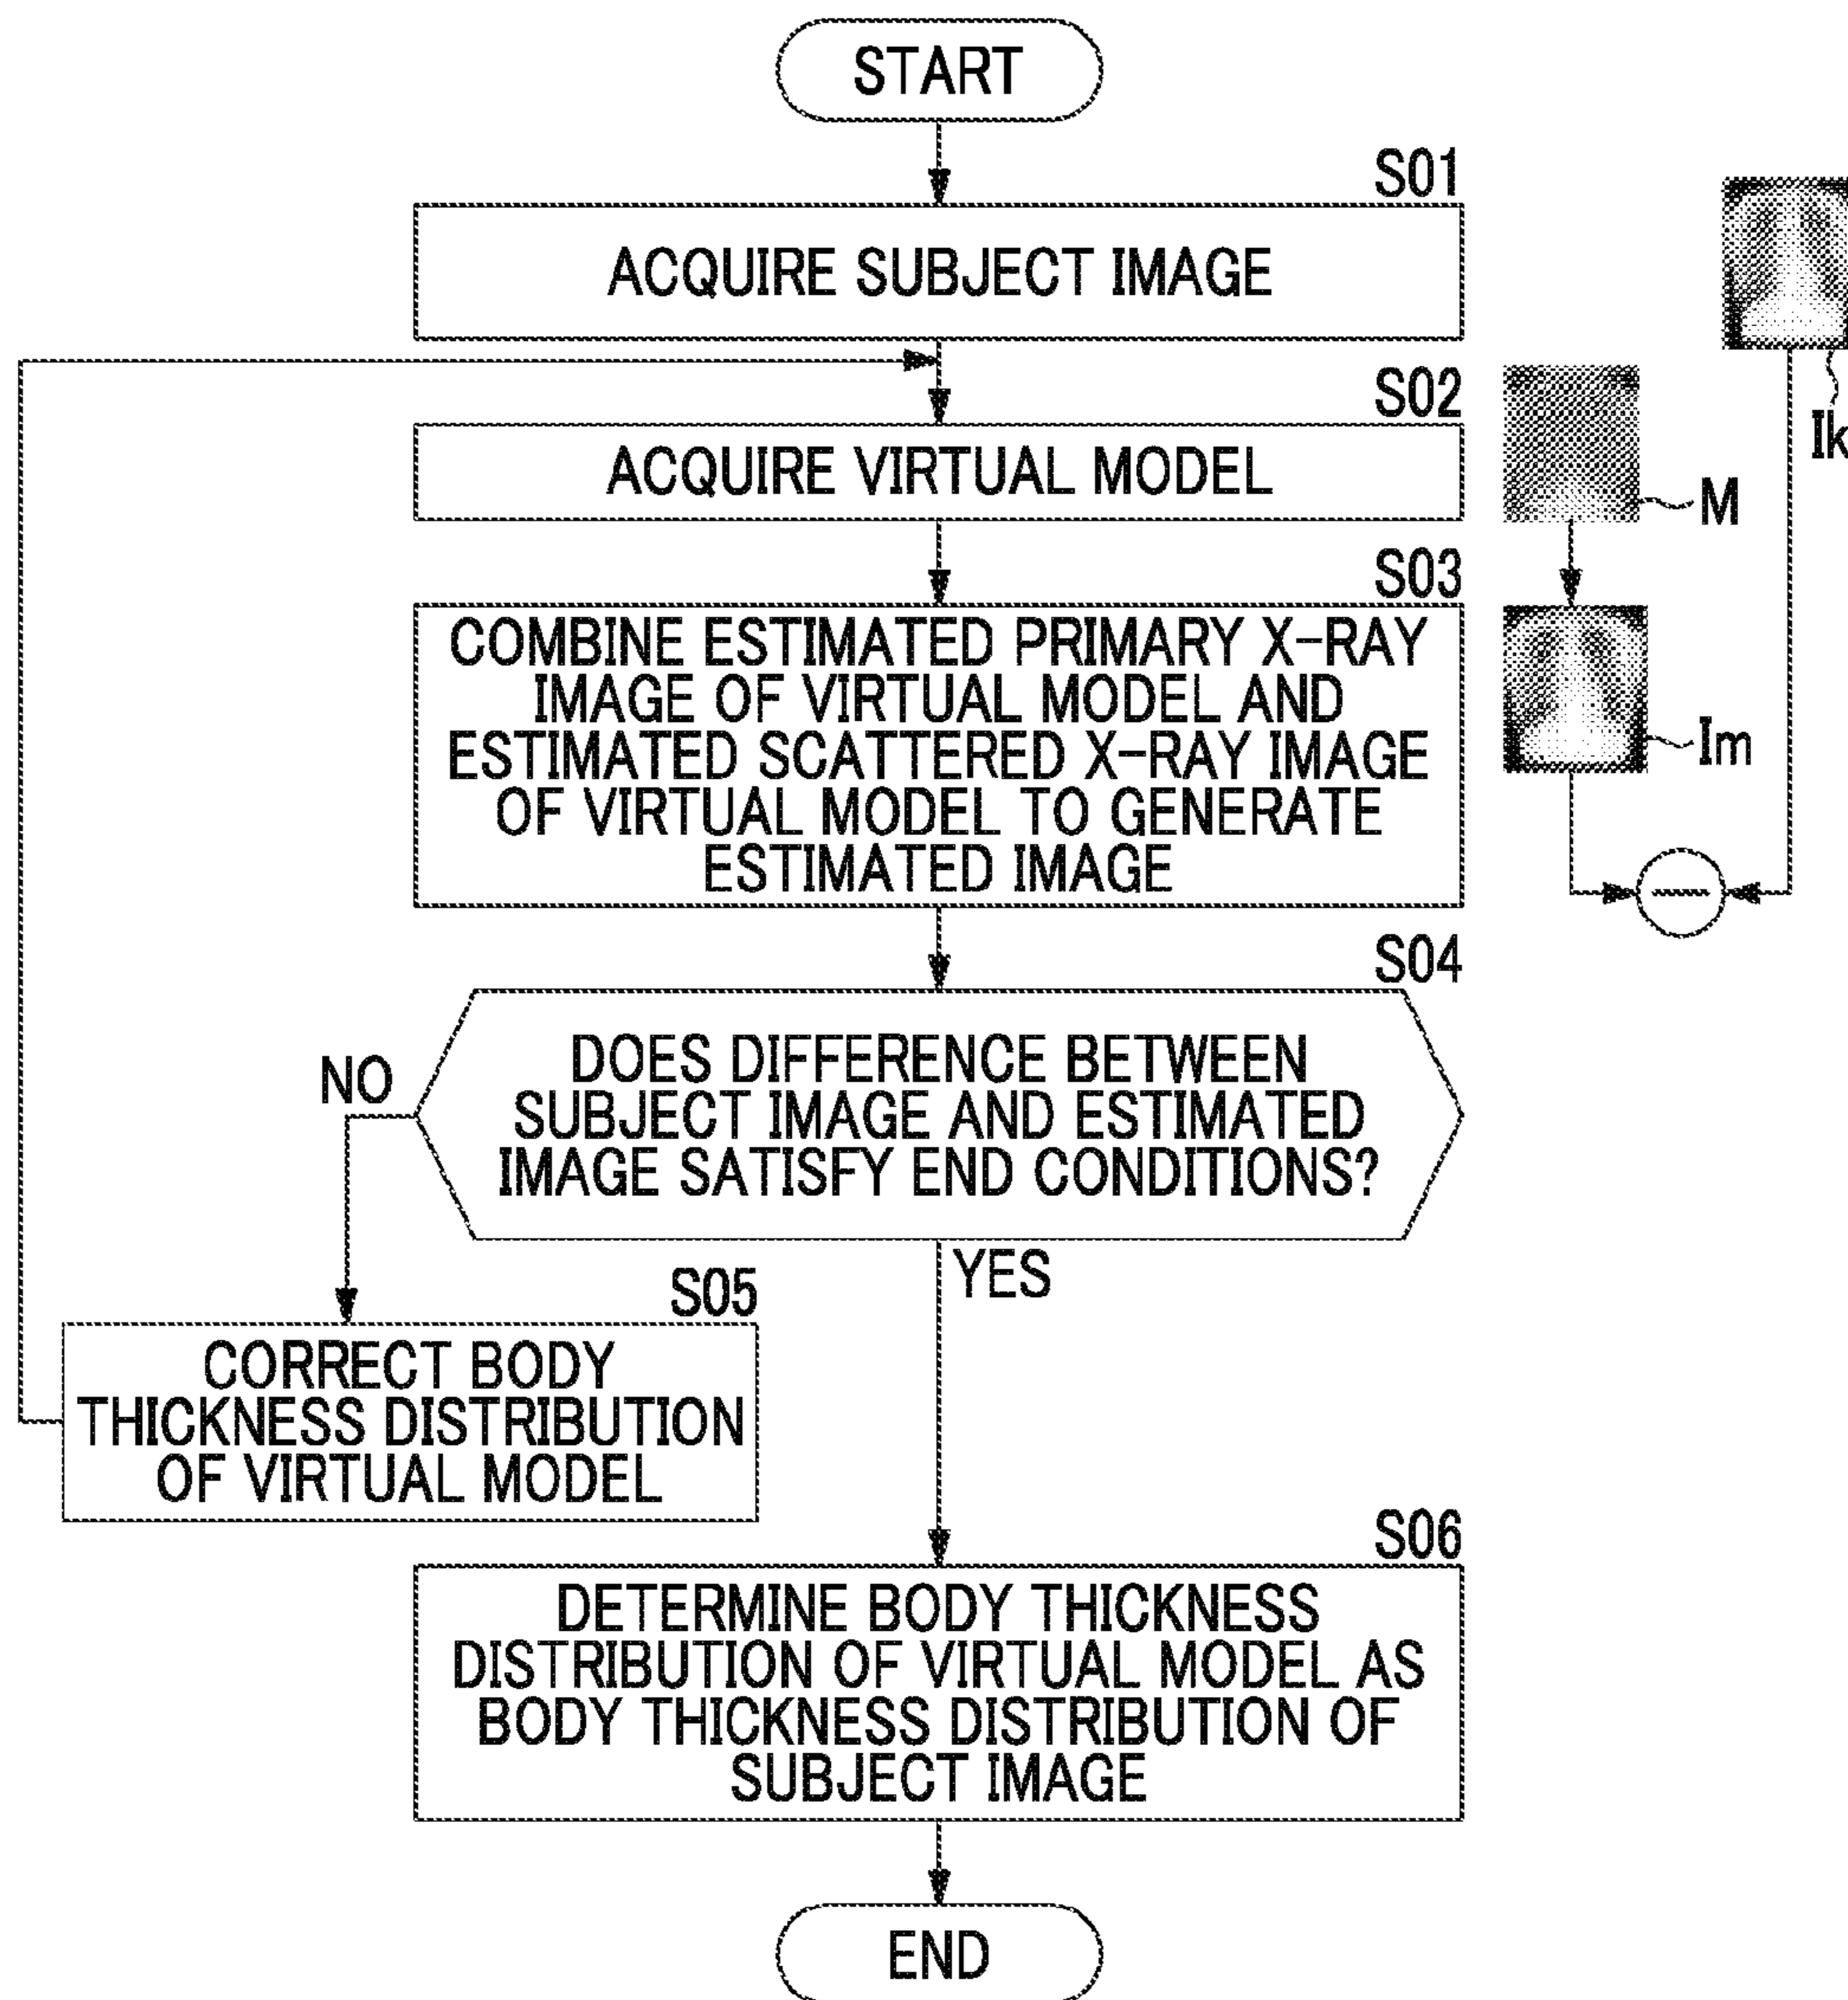 START
S01
ACQUIRE SUBJECT IMAGE
Ik
S02
ACQUIRE VIRTUAL MODEL
M
S03
COMBINE ESTIMATED PRIMARY X-RAY
IMAGE OF VIRTUAL MODEL AND
ESTIMATED SCATTERED X-RAY IMAGE
OF VIRTUAL MODEL TO GENERATE
ESTIMATED IMAGE
Im
S04
DOES DIFFERENCE BETWEEN
SUBJECT IMAGE AND ESTIMATED
IMAGE SATISFY END CONDITIONS?
NO
YES
S05
CORRECT BODY
THICKNESS DISTRIBUTION
OF VIRTUAL MODEL
S06
DETERMINE BODY THICKNESS
DISTRIBUTION OF VIRTUAL MODEL AS
BODY THICKNESS DISTRIBUTION OF
SUBJECT IMAGE
END